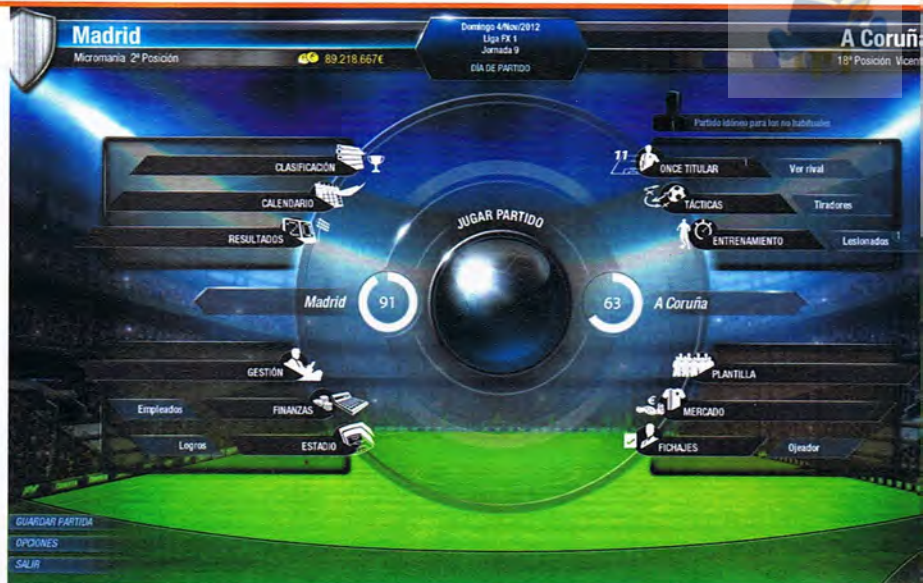 Madrid
Micromanía 2ª Posición
89.218.667€
Domingo 4/Nov/2012
Liga FX 1
Jornada 9
DÍA DE PARTIDO
A Coruña
18ª Posición Vicent
Partido idóneo para los no habituales
CLASIFICACIÓN
CALENDARIO
RESULTADOS
11
ONCE TITULAR
Ver rival
TÁCTICAS
Tiradores
ENTRENAMIENTO
Lesionados 1
JUGAR PARTIDO
Madrid
91
63
A Coruña
GESTIÓN
Empleados
FINANZAS
Logros
ESTADIO
PLANTILLA
MERCADO
FICHAJES
Ojeador
GUARDAR PARTIDA
OPCIONES
SALIR